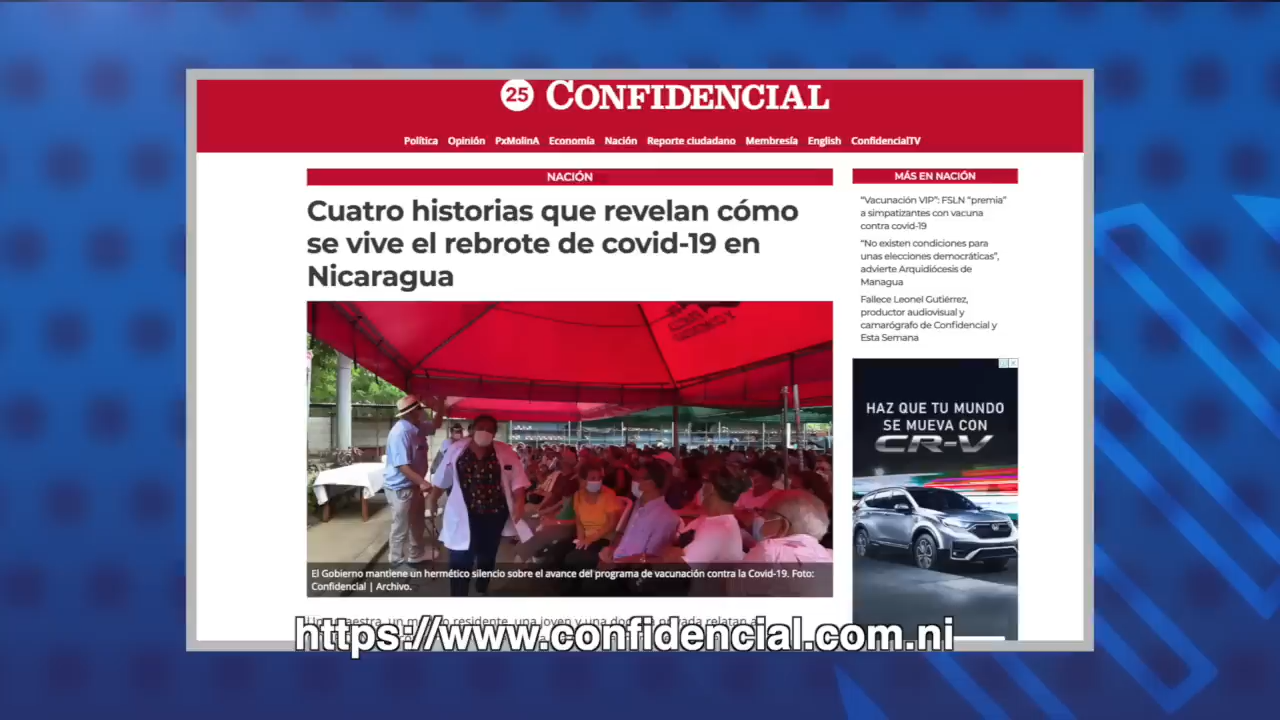 25 CONFIDENCIAL
Política Opinión PxMolinA Economía Nación Reporte ciudadano Membresía English ConfidencialTV
NACIÓN
Cuatro historias que revelan cómo
se vive el rebrote de covid-19 en
Nicaragua
El Gobierno mantiene un hermético silencio sobre el avance del programa de vacunación contra la Covid-19. Foto:
Confidencial | Archivo.
MÁS EN NACIÓN
“Vacunación VIP”: FSLN “premia”
a simpatizantes con vacuna
contra covid-19
“No existen condiciones para
unas elecciones democráticas”,
advierte Arquidiócesis de
Managua
Fallece Leonel Gutiérrez,
productor audiovisual y
camarógrafo de Confidencial y
Esta Semana
HAZ QUE TU MUNDO
SE MUEVA CON
CR-V
https://www.confidencial.com.ni